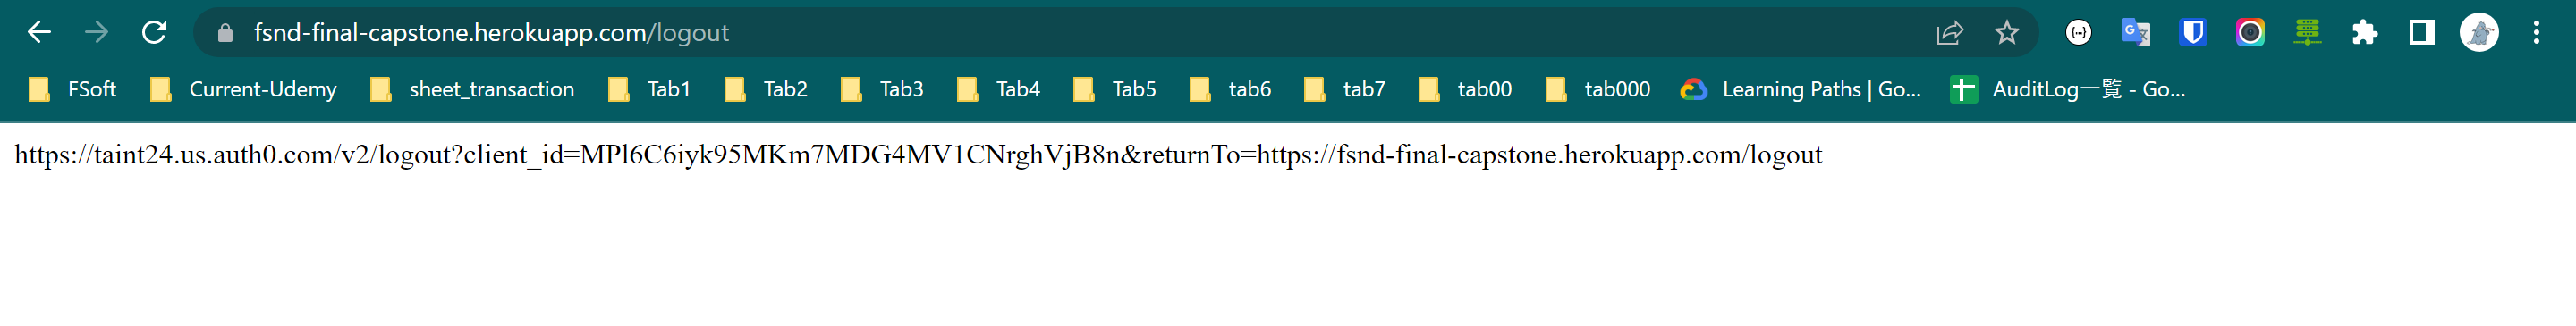 fsnd-final-capstone.herokuapp.com/logout
FSoft Current-Udemy sheet_transaction Tab1 Tab2 Tab3 Tab4 Tab5 tab6 tab7 tab00 tab000 Learning Paths | Go... AuditLog一覧 - Go...
https://taint24.us.auth0.com/v2/logout?client_id=MPl6C6iyk95MKm7MDG4MV1CNrghVjB8n&returnTo=https://fsnd-final-capstone.herokuapp.com/logout